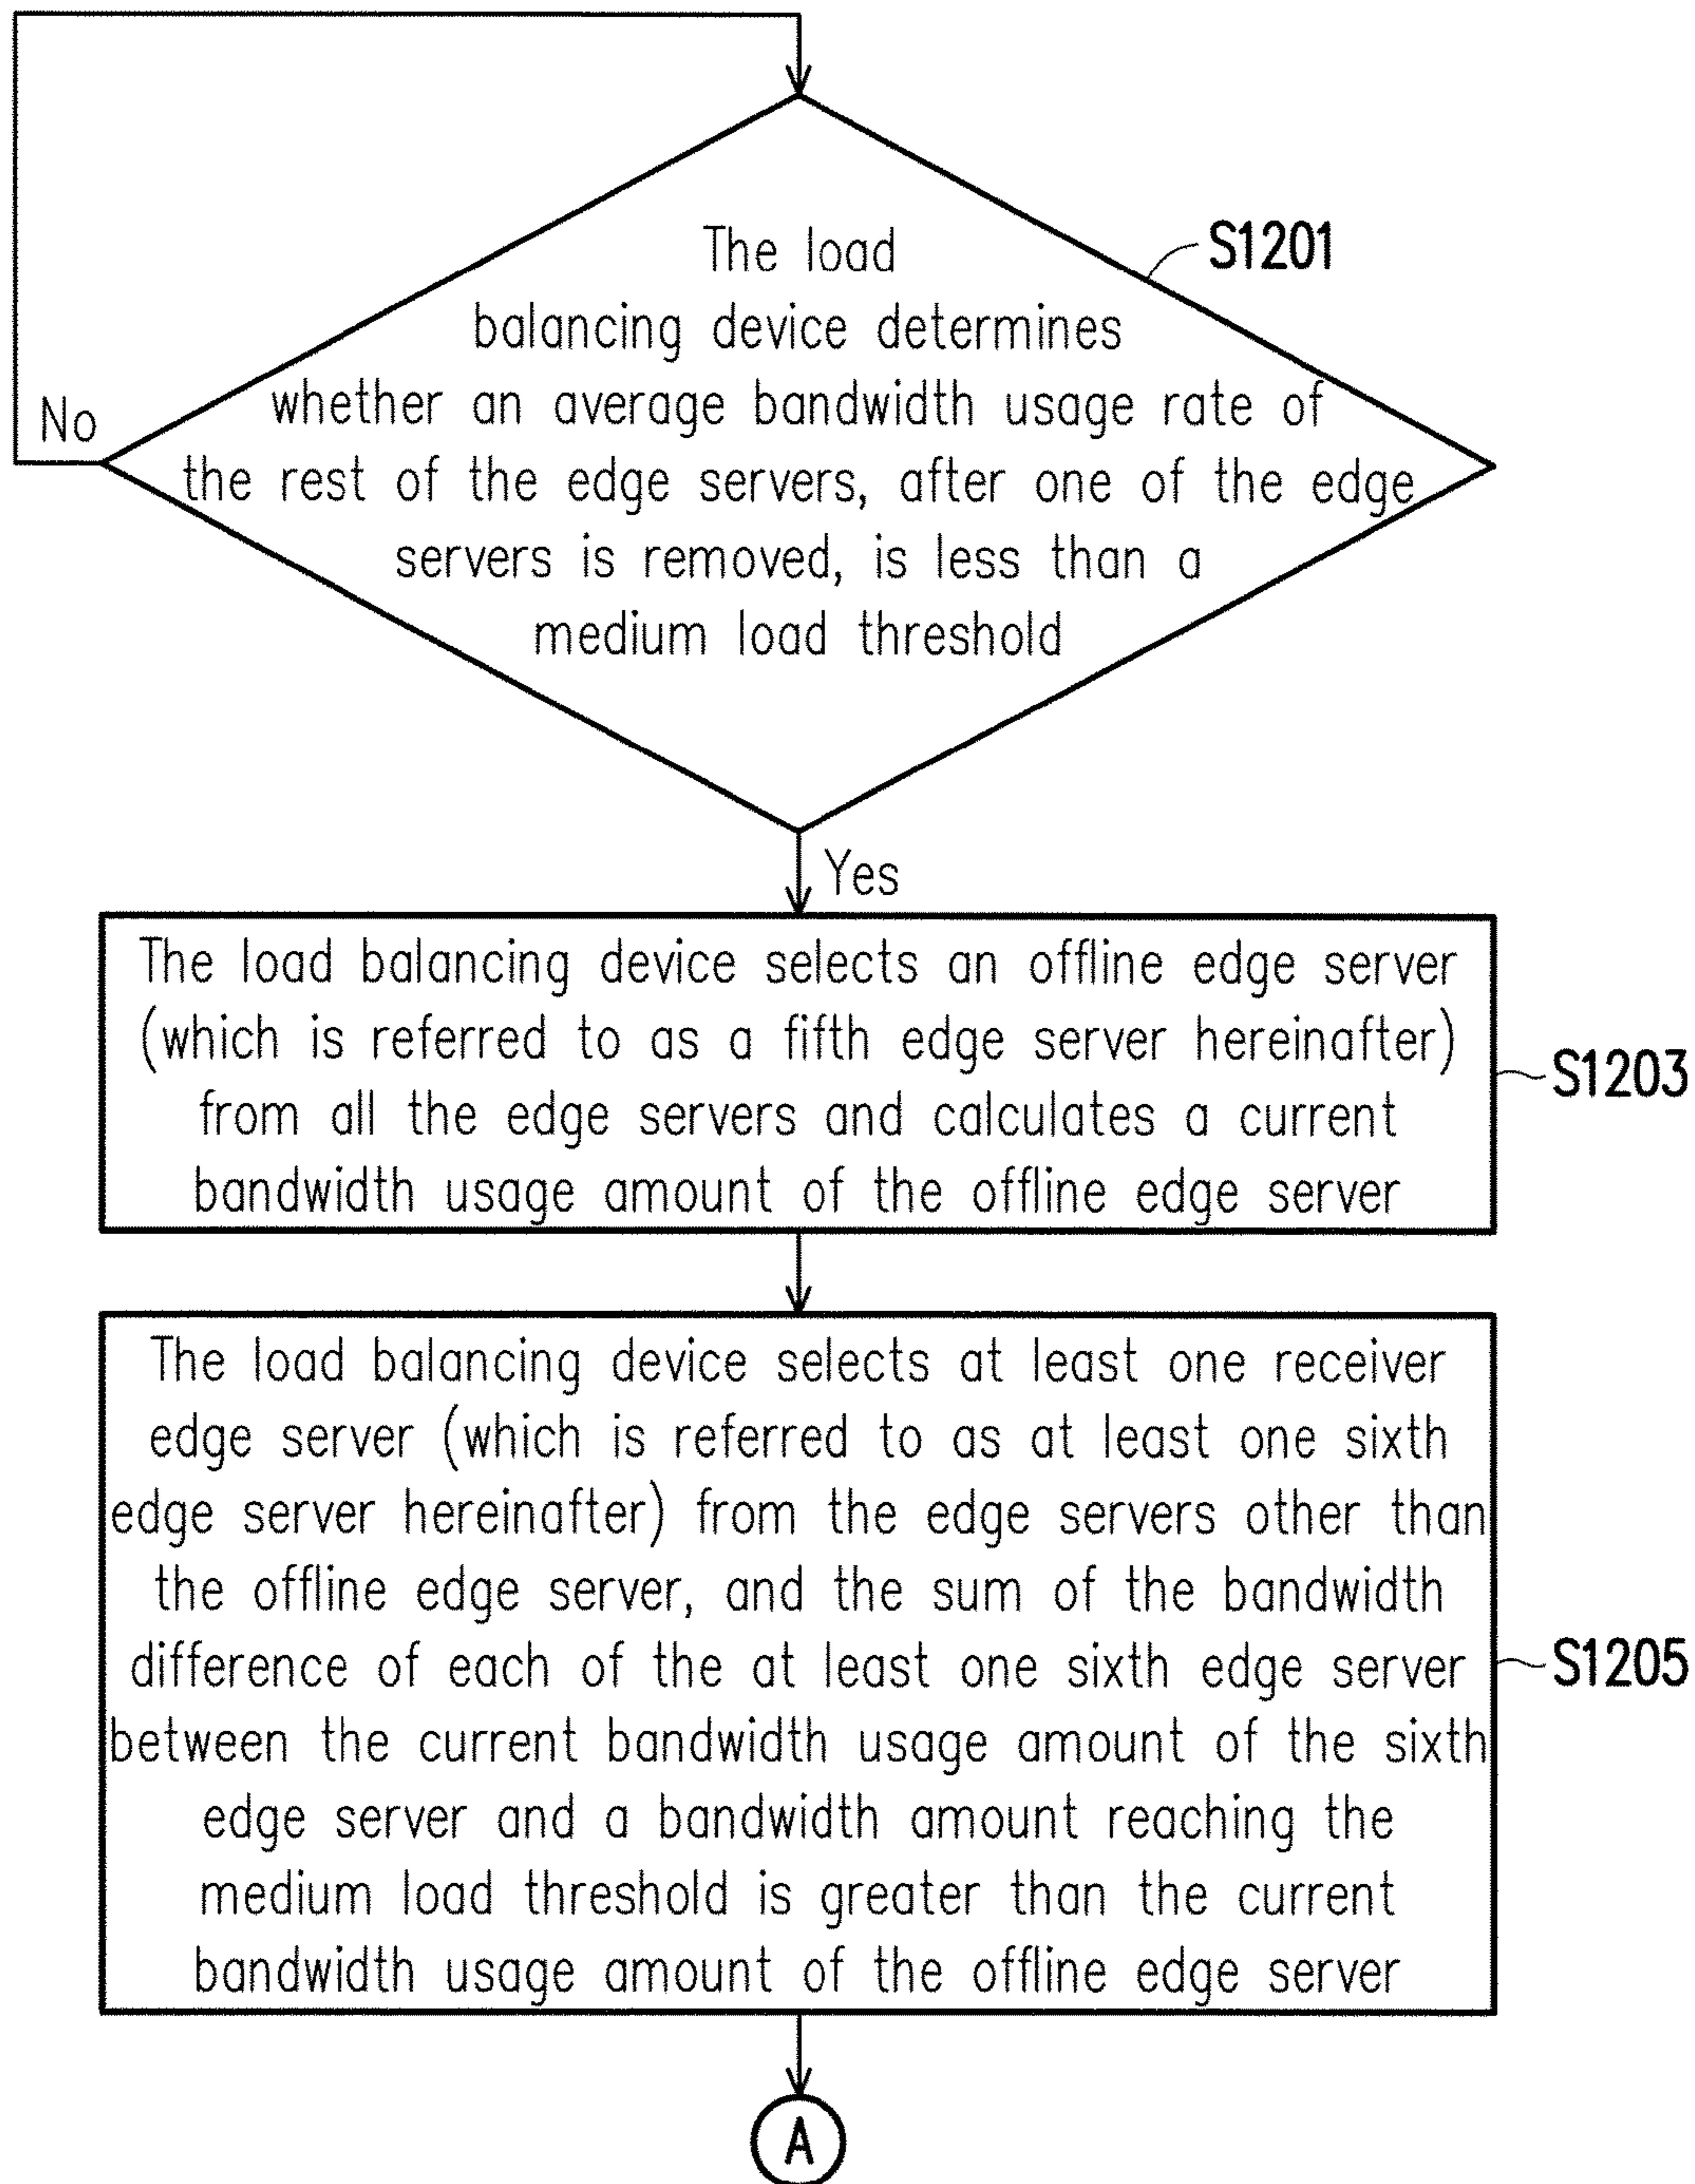 The load
balancing device determines
whether an average bandwidth usage rate of
the rest of the edge servers, after one of the edge
servers is removed, is less than a
medium load threshold
S1201
No
Yes
The load balancing device selects an offline edge server
(which is referred to as a fifth edge server hereinafter)
from all the edge servers and calculates a current
bandwidth usage amount of the offline edge server
S1203
The load balancing device selects at least one receiver
edge server (which is referred to as at least one sixth
edge server hereinafter) from the edge servers other than
the offline edge server, and the sum of the bandwidth
difference of each of the at least one sixth edge server
between the current bandwidth usage amount of the sixth
edge server and a bandwidth amount reaching the
medium load threshold is greater than the current
bandwidth usage amount of the offline edge server
S1205
A